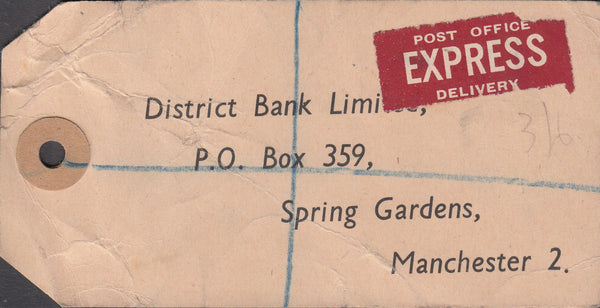 POST OFFICE
EXPRESS
DELIVERY
District Bank Limi
P.O. Box 359,
3/6.
Spring Gardens,
Manchester 2.